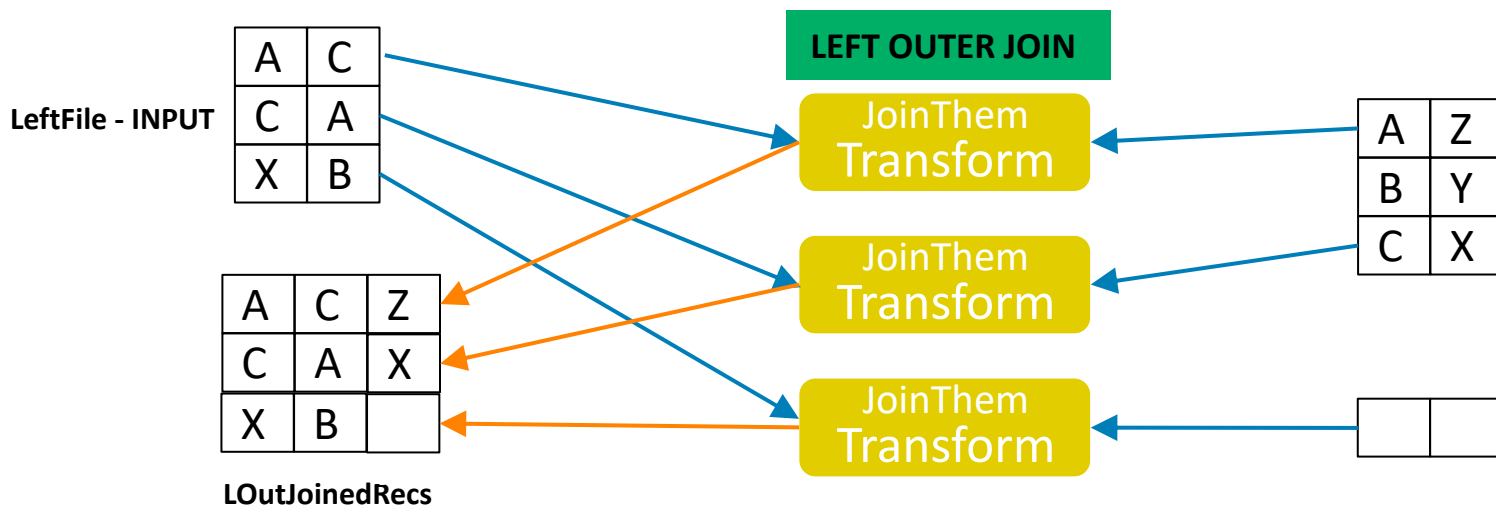 LEFT OUTER JOIN
LeftFile - INPUT
A C
C A
X B
JoinThem
Transform
A Z
B Y
C X
JoinThem
Transform
A C Z
C A X
X B
JoinThem
Transform
LOutJoinedRecs